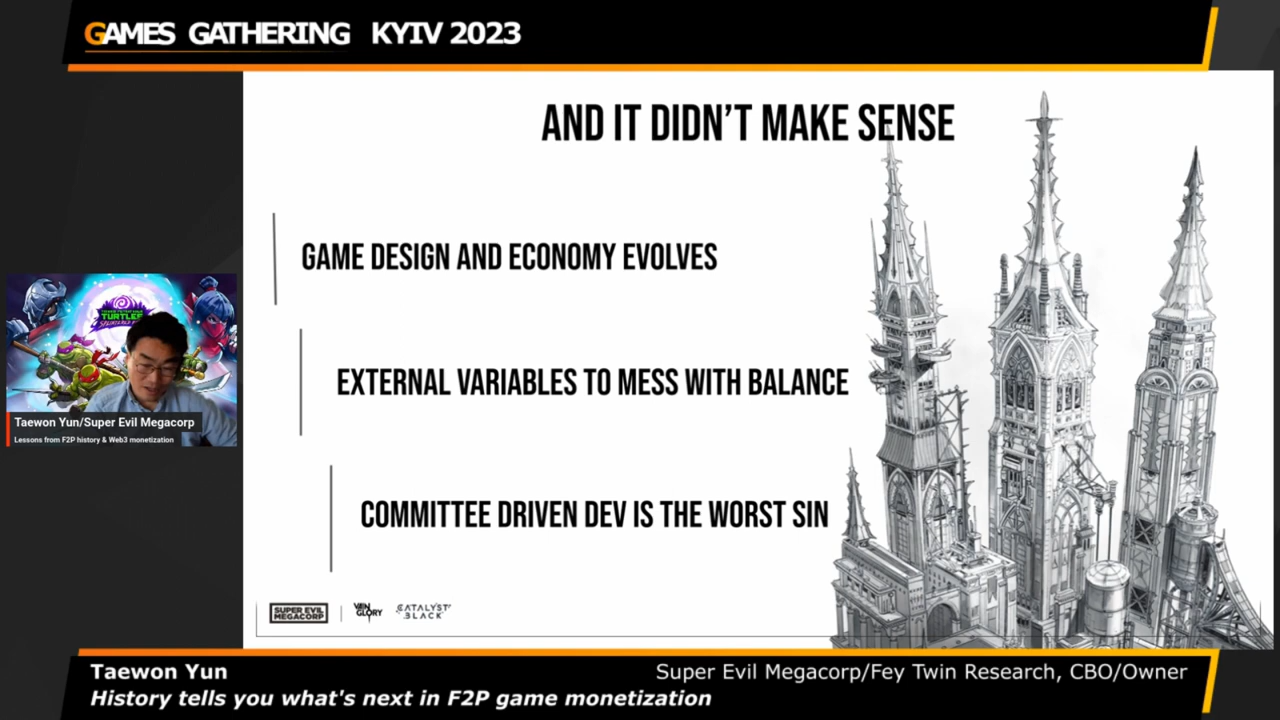 GAMES GATHERING KYIV 2023
AND IT DIDN'T MAKE SENSE
GAME DESIGN AND ECONOMY EVOLVES
EXTERNAL VARIABLES TO MESS WITH BALANCE
COMMITTEE DRIVEN DEV IS THE WORST SIN
SUPER EVIL
MEGACORP
VAIN
GLORY
CATALYST
BLACK
TURTLES
Taewon Yun/Super Evil Megacorp
Lessons from F2P history & Web3 monetization
Taewon Yun
Super Evil Megacorp/Fey Twin Research, CBO/Owner
History tells you what's next in F2P game monetization